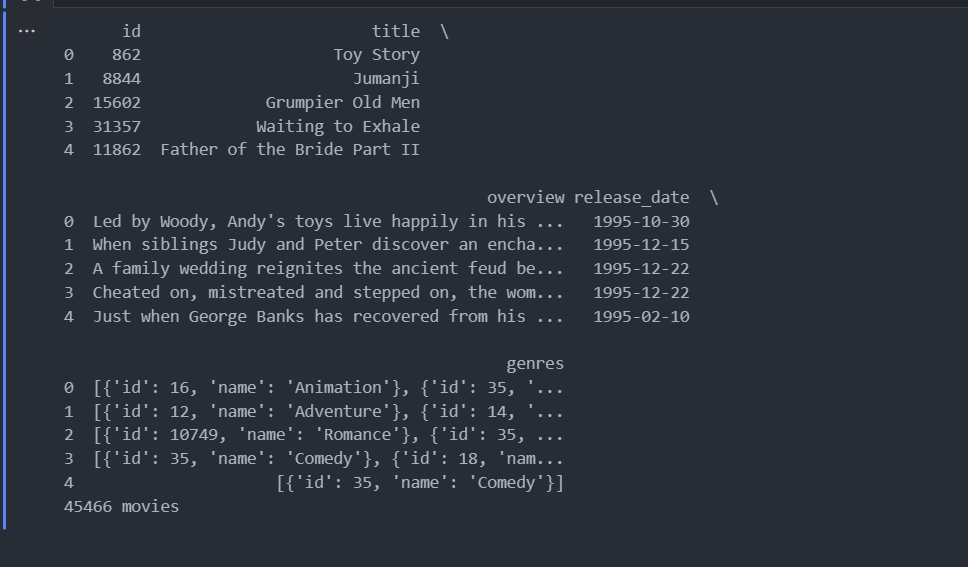 ...
id title \
0 862 Toy Story
1 8844 Jumanji
2 15602 Grumpier Old Men
3 31357 Waiting to Exhale
4 11862 Father of the Bride Part II
overview release_date \
0 Led by Woody, Andy's toys live happily in his ... 1995-10-30
1 When siblings Judy and Peter discover an encha... 1995-12-15
2 A family wedding reignites the ancient feud be... 1995-12-22
3 Cheated on, mistreated and stepped on, the wom... 1995-12-22
4 Just when George Banks has recovered from his ... 1995-02-10
genres
0 [{'id': 16, 'name': 'Animation'}, {'id': 35, '...
1 [{'id': 12, 'name': 'Adventure'}, {'id': 14, '...
2 [{'id': 10749, 'name': 'Romance'}, {'id': 35, ...
3 [{'id': 35, 'name': 'Comedy'}, {'id': 18, 'nam...
4 [{'id': 35, 'name': 'Comedy'}]
45466 movies